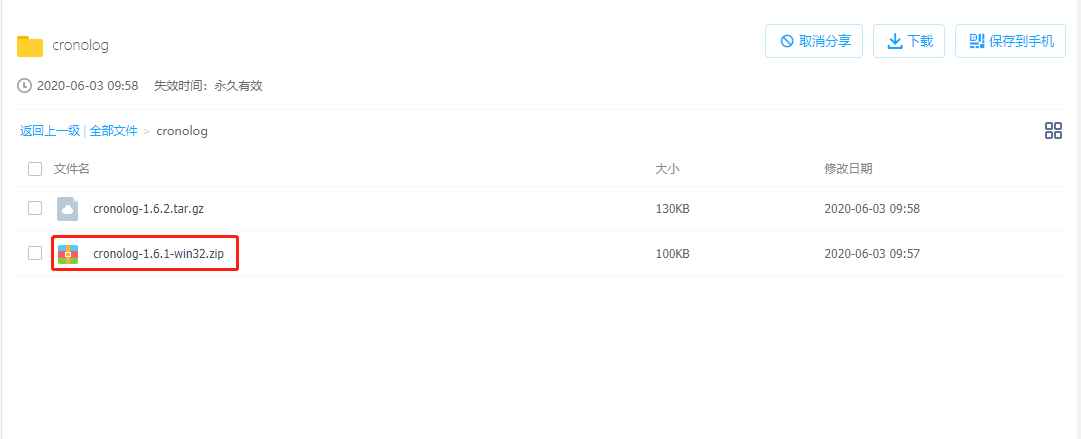 cronolog
取消分享 下载 保存到手机
2020-06-03 09:58 失效时间：永久有效
返回上一级 | 全部文件 > cronolog
文件名 大小 修改日期
cronolog-1.6.2.tar.gz 130KB 2020-06-03 09:58
cronolog-1.6.1-win32.zip 100KB 2020-06-03 09:57